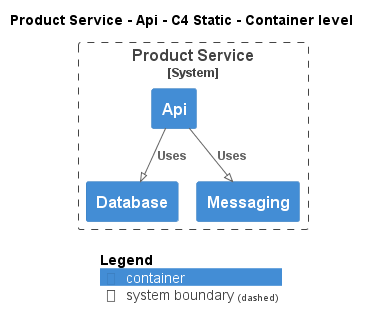 Product Service - Api - C4 Static - Container level
Product Service
[System]
Api
Uses
Uses
Database
Messaging
Legend
container
system boundary (dashed)